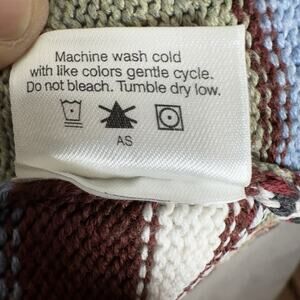 Machine wash cold
with like colors gentle cycle.
Do not bleach. Tumble dry low.
AS